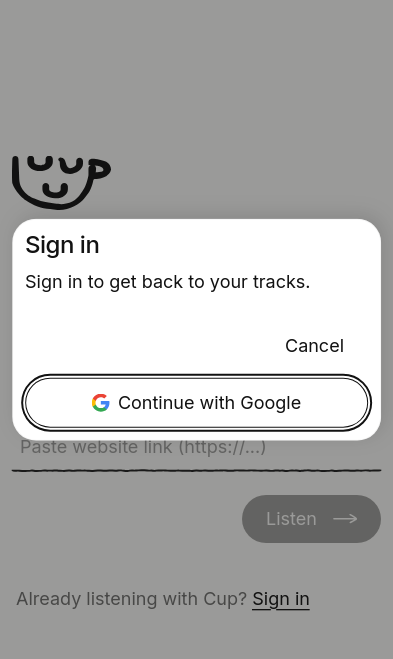 Sign in
Sign in to get back to your tracks.
Cancel
Continue with Google
Paste website link (https://...)
Listen
Already listening with Cup? Sign in